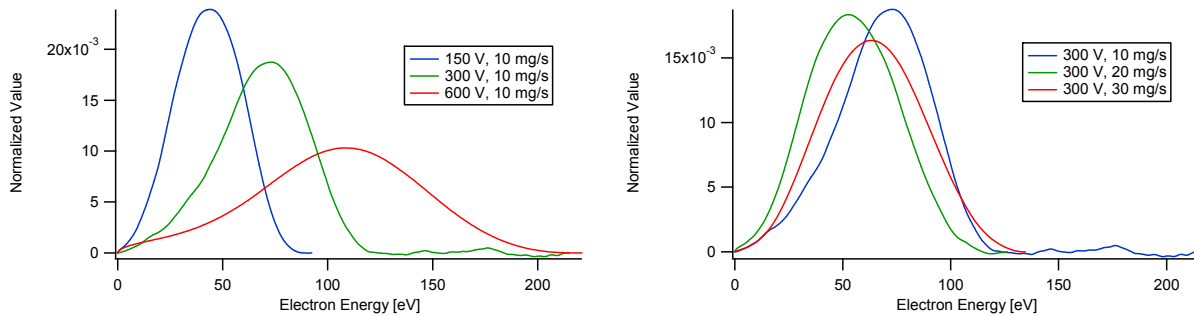 20x10-3
15
10
5
0
Normalized Value
0 50 100 150 200
Electron Energy [eV]
150 V, 10 mg/s
300 V, 10 mg/s
600 V, 10 mg/s
15x10-3
10
5
0
Normalized Value
0 50 100 150 200
Electron Energy [eV]
300 V, 10 mg/s
300 V, 20 mg/s
300 V, 30 mg/s